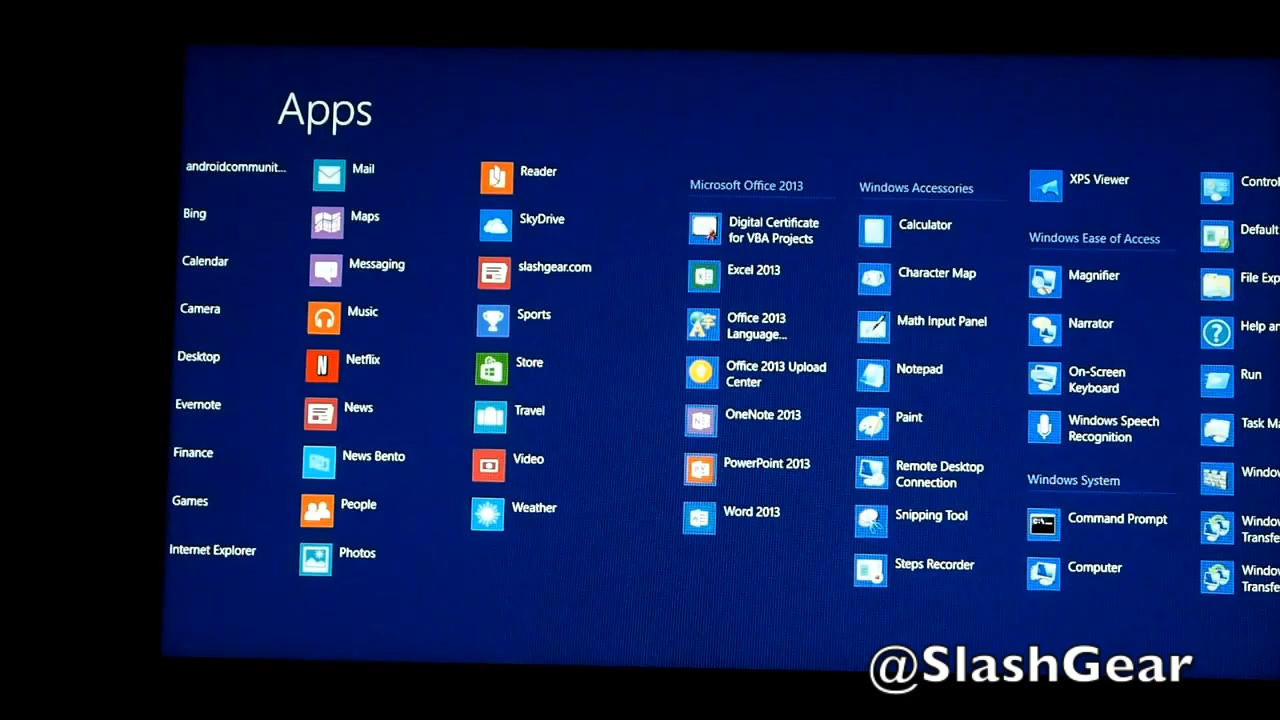 Apps
androidcommunit...
Bing
Calendar
Camera
Desktop
Evernote
Finance
Games
Internet Explorer
Mail
Maps
Messaging
Music
Netflix
News
News Bento
People
Photos
Reader
SkyDrive
slashgear.com
Sports
Store
Travel
Video
Weather
Microsoft Office 2013
Digital Certificate
for VBA Projects
Excel 2013
Office 2013
Language...
Office 2013 Upload
Center
OneNote 2013
PowerPoint 2013
Word 2013
Windows Accessories
Calculator
Character Map
Math Input Panel
Notepad
Paint
Remote Desktop
Connection
Snipping Tool
Steps Recorder
XPS Viewer
Windows Ease of Access
Magnifier
Narrator
On-Screen
Keyboard
Windows Speech
Recognition
Windows System
Command Prompt
Computer
Control
Default
File Exp
Help an
Run
Task Ma
Windo
Windo
Transfe
Windo
Transfe
@SlashGear